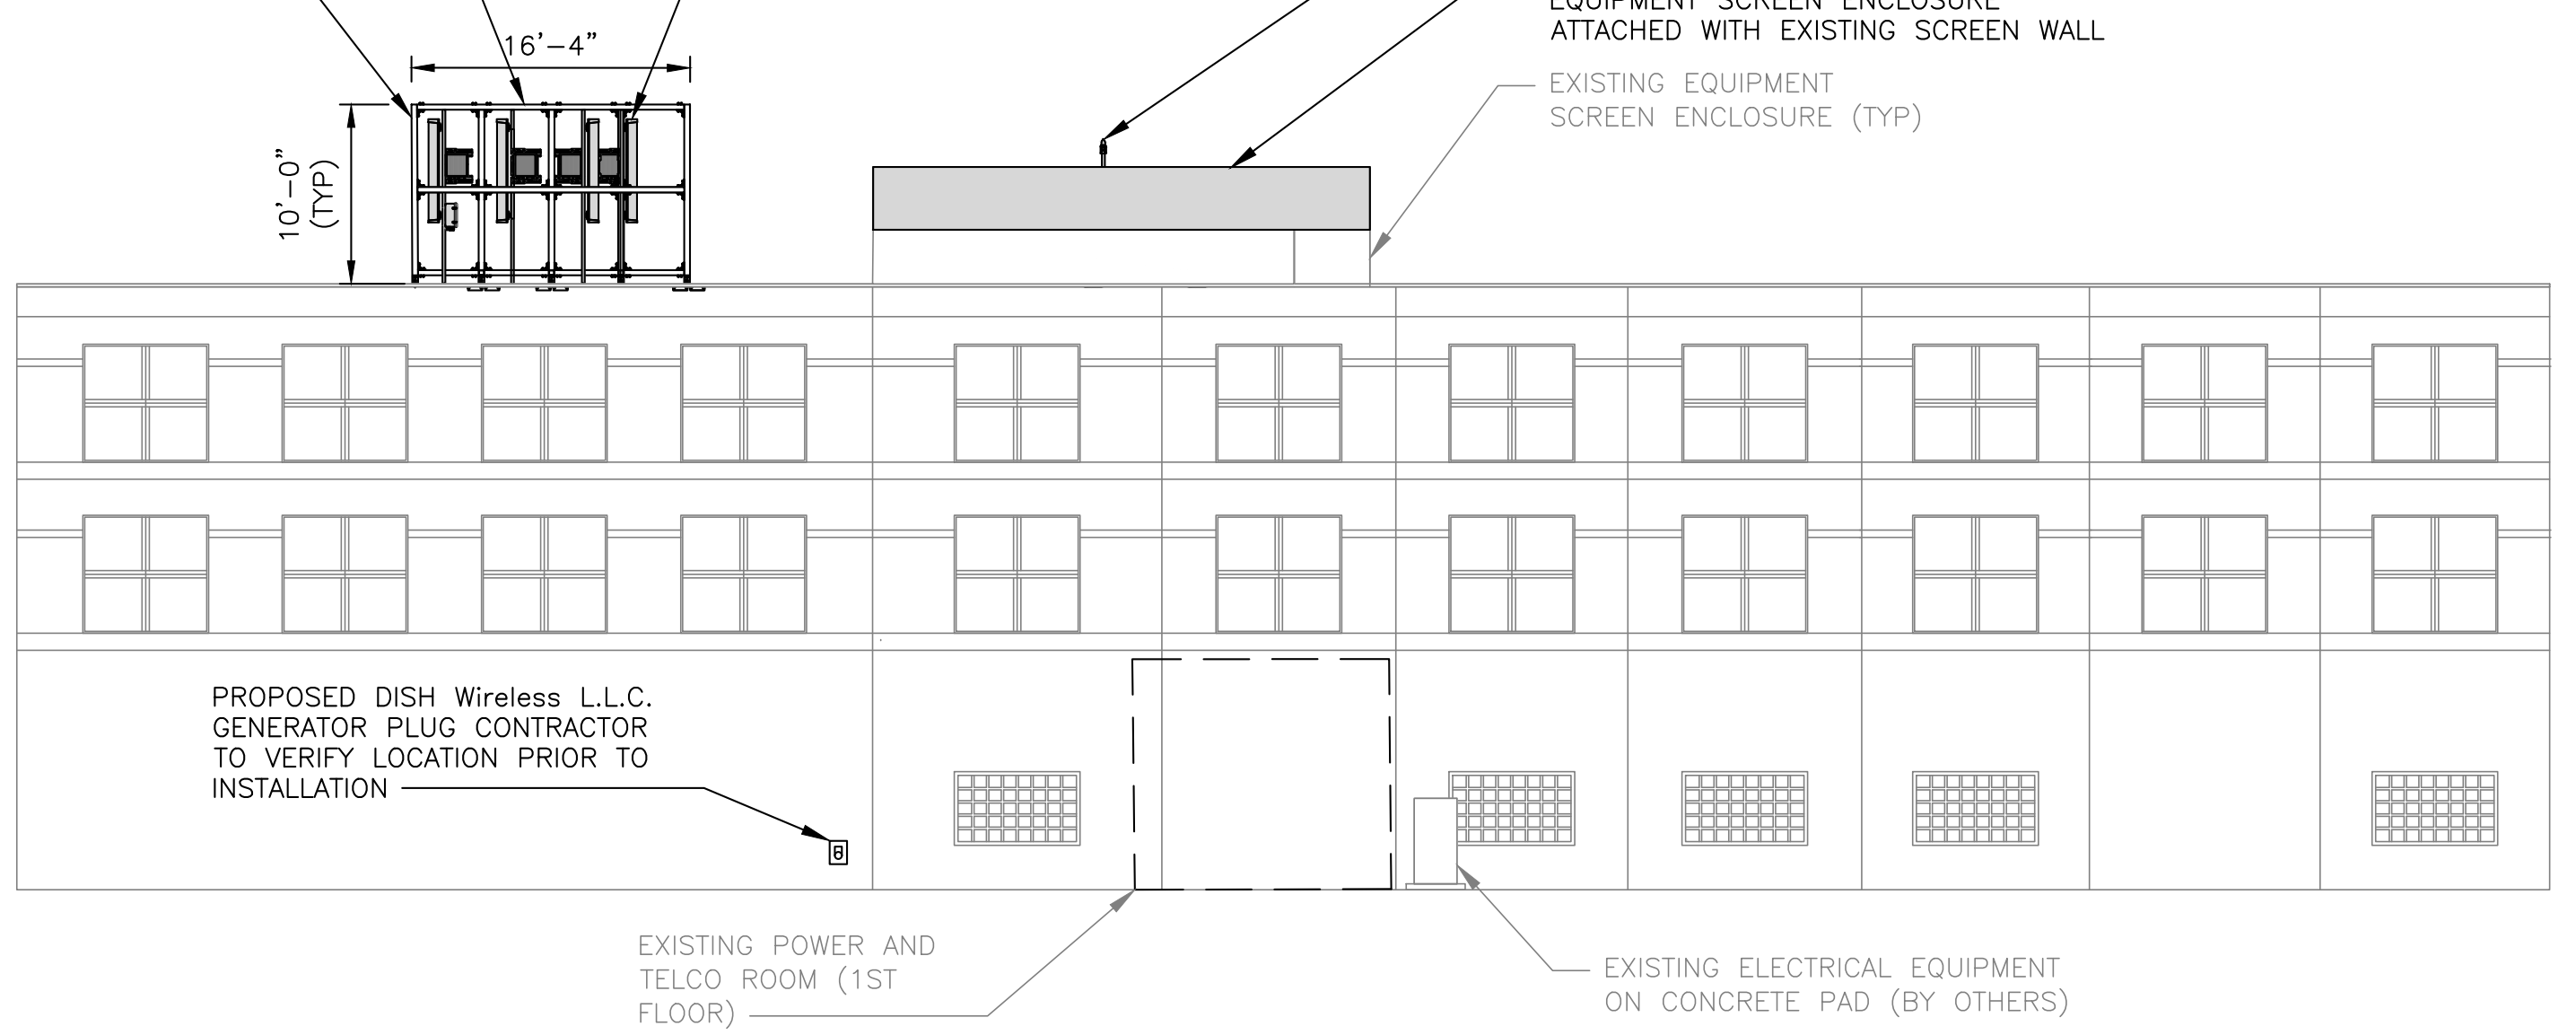 EQUIPMENT SCREEN ENCLOSURE
ATTACHED WITH EXISTING SCREEN WALL
16'-4"
EXISTING EQUIPMENT
SCREEN ENCLOSURE (TYP)
10'-0"
(TYP)
PROPOSED DISH Wireless L.L.C.
GENERATOR PLUG CONTRACTOR
TO VERIFY LOCATION PRIOR TO
INSTALLATION
EXISTING POWER AND
TELCO ROOM (1ST
FLOOR)
EXISTING ELECTRICAL EQUIPMENT
ON CONCRETE PAD (BY OTHERS)